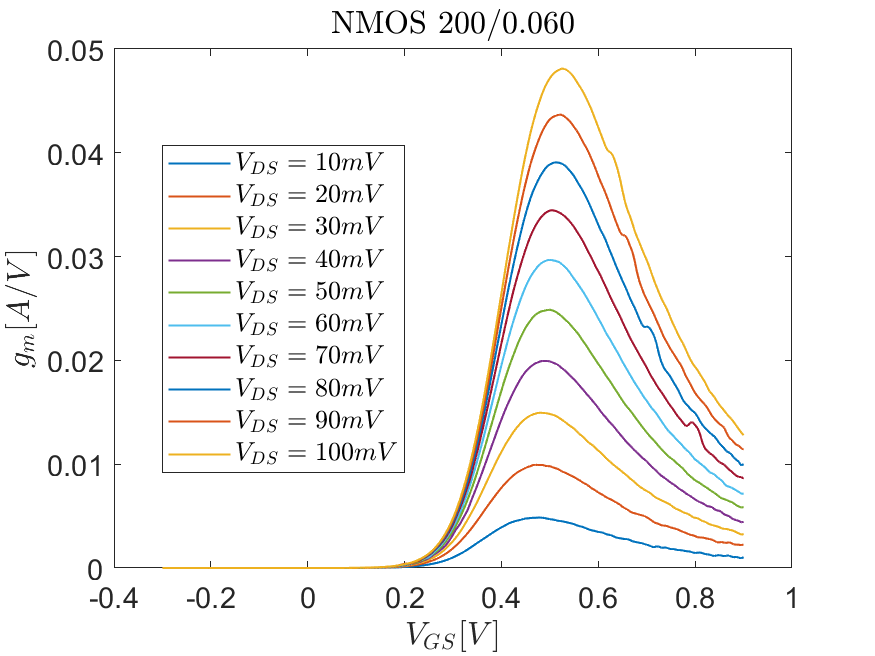 NMOS 200/0.060
0.05
0.04
0.03
0.02
0.01
0
g_m[A/V]
V_DS = 10mV
V_DS = 20mV
V_DS = 30mV
V_DS = 40mV
V_DS = 50mV
V_DS = 60mV
V_DS = 70mV
V_DS = 80mV
V_DS = 90mV
V_DS = 100mV
-0.4 -0.2 0 0.2 0.4 0.6 0.8 1
V_GS[V]